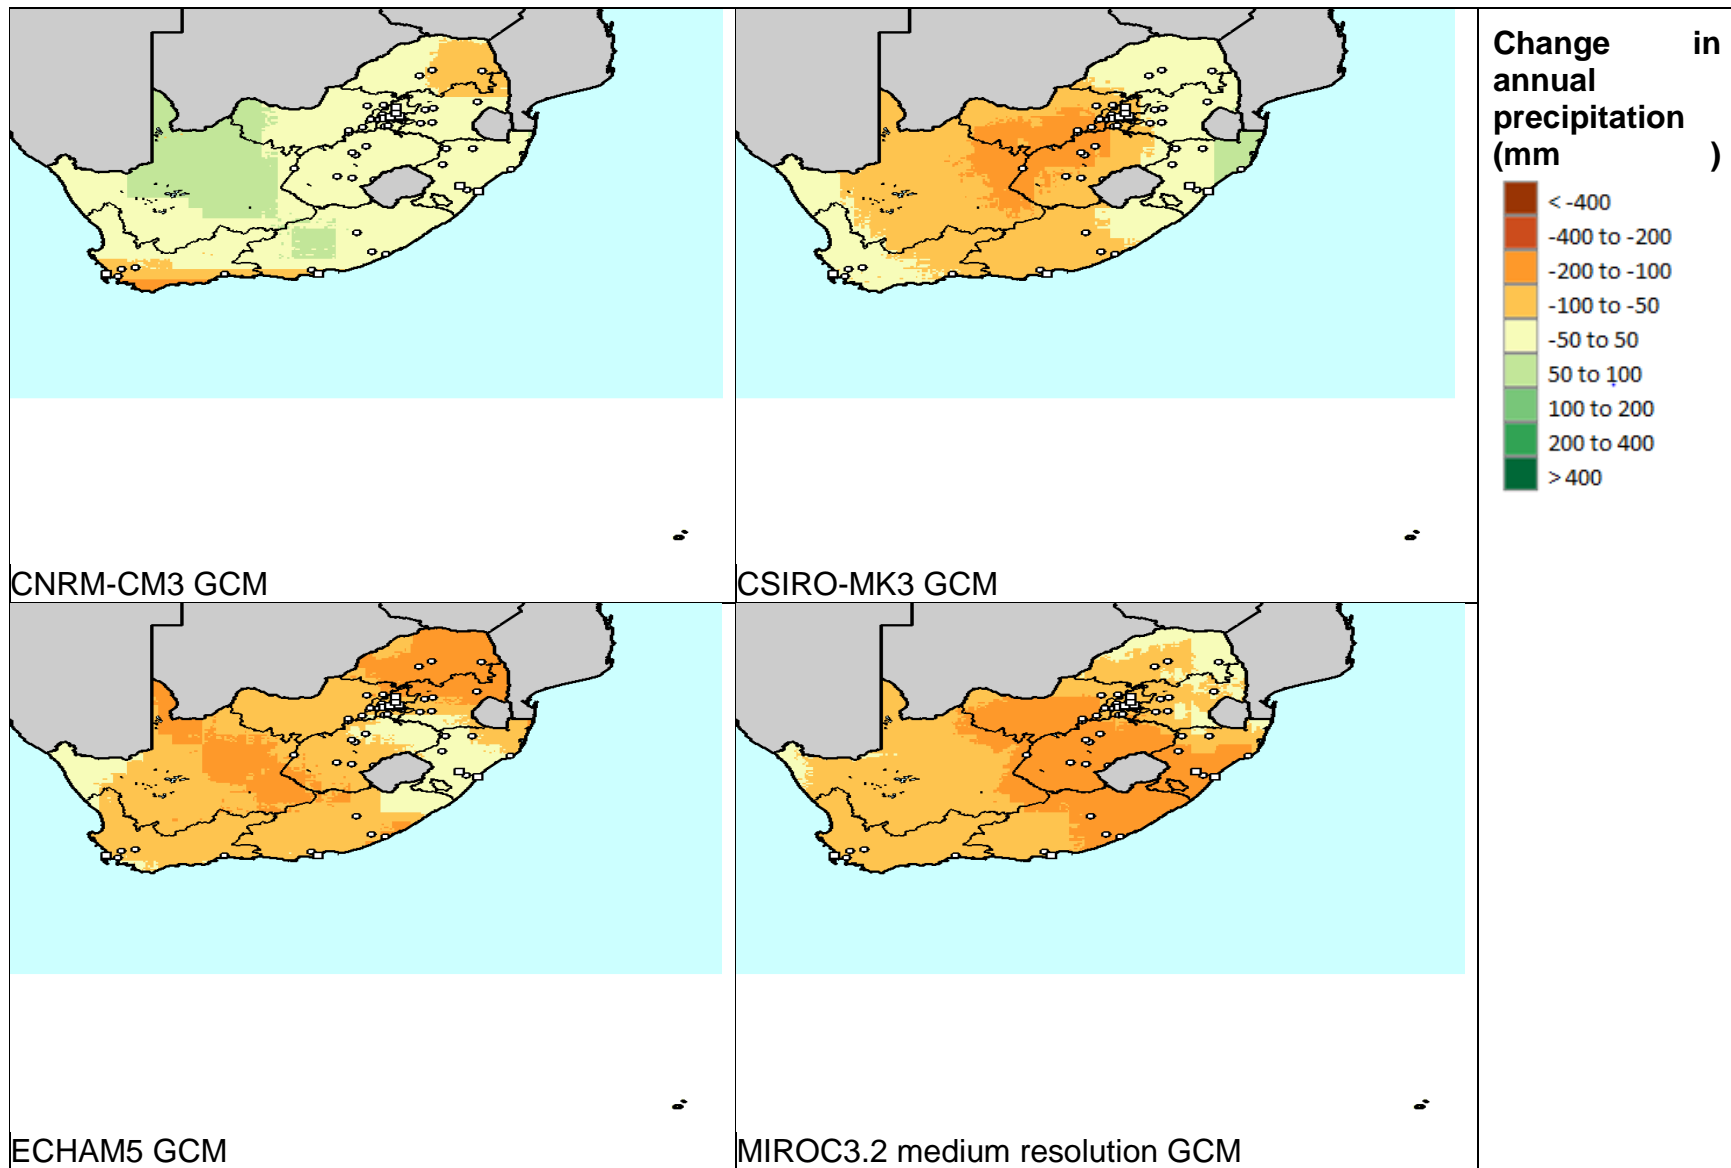 Change in
annual
precipitation
(mm )
< -400
-400 to -200
-200 to -100
-100 to -50
-50 to 50
50 to 100
100 to 200
200 to 400
> 400
CNRM-CM3 GCM
CSIRO-MK3 GCM
ECHAM5 GCM
MIROC3.2 medium resolution GCM